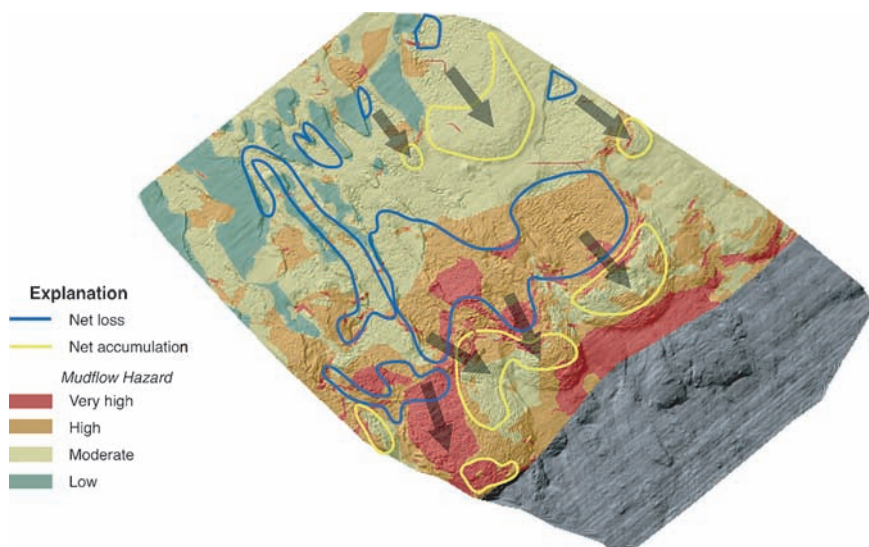 Explanation
Net loss
Net accumulation
Mudflow Hazard
Very high
High
Moderate
Low